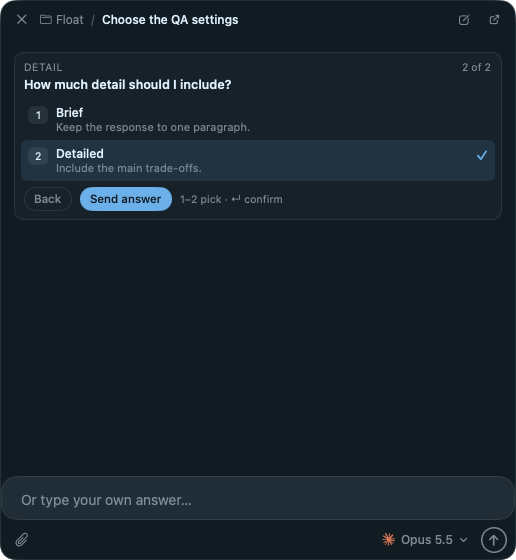 Float / Choose the QA settings
DETAIL 2 of 2
How much detail should I include?
1 Brief
Keep the response to one paragraph.
2 Detailed
Include the main trade-offs.
Back Send answer 1–2 pick · ↵ confirm
Or type your own answer...
Opus 5.5